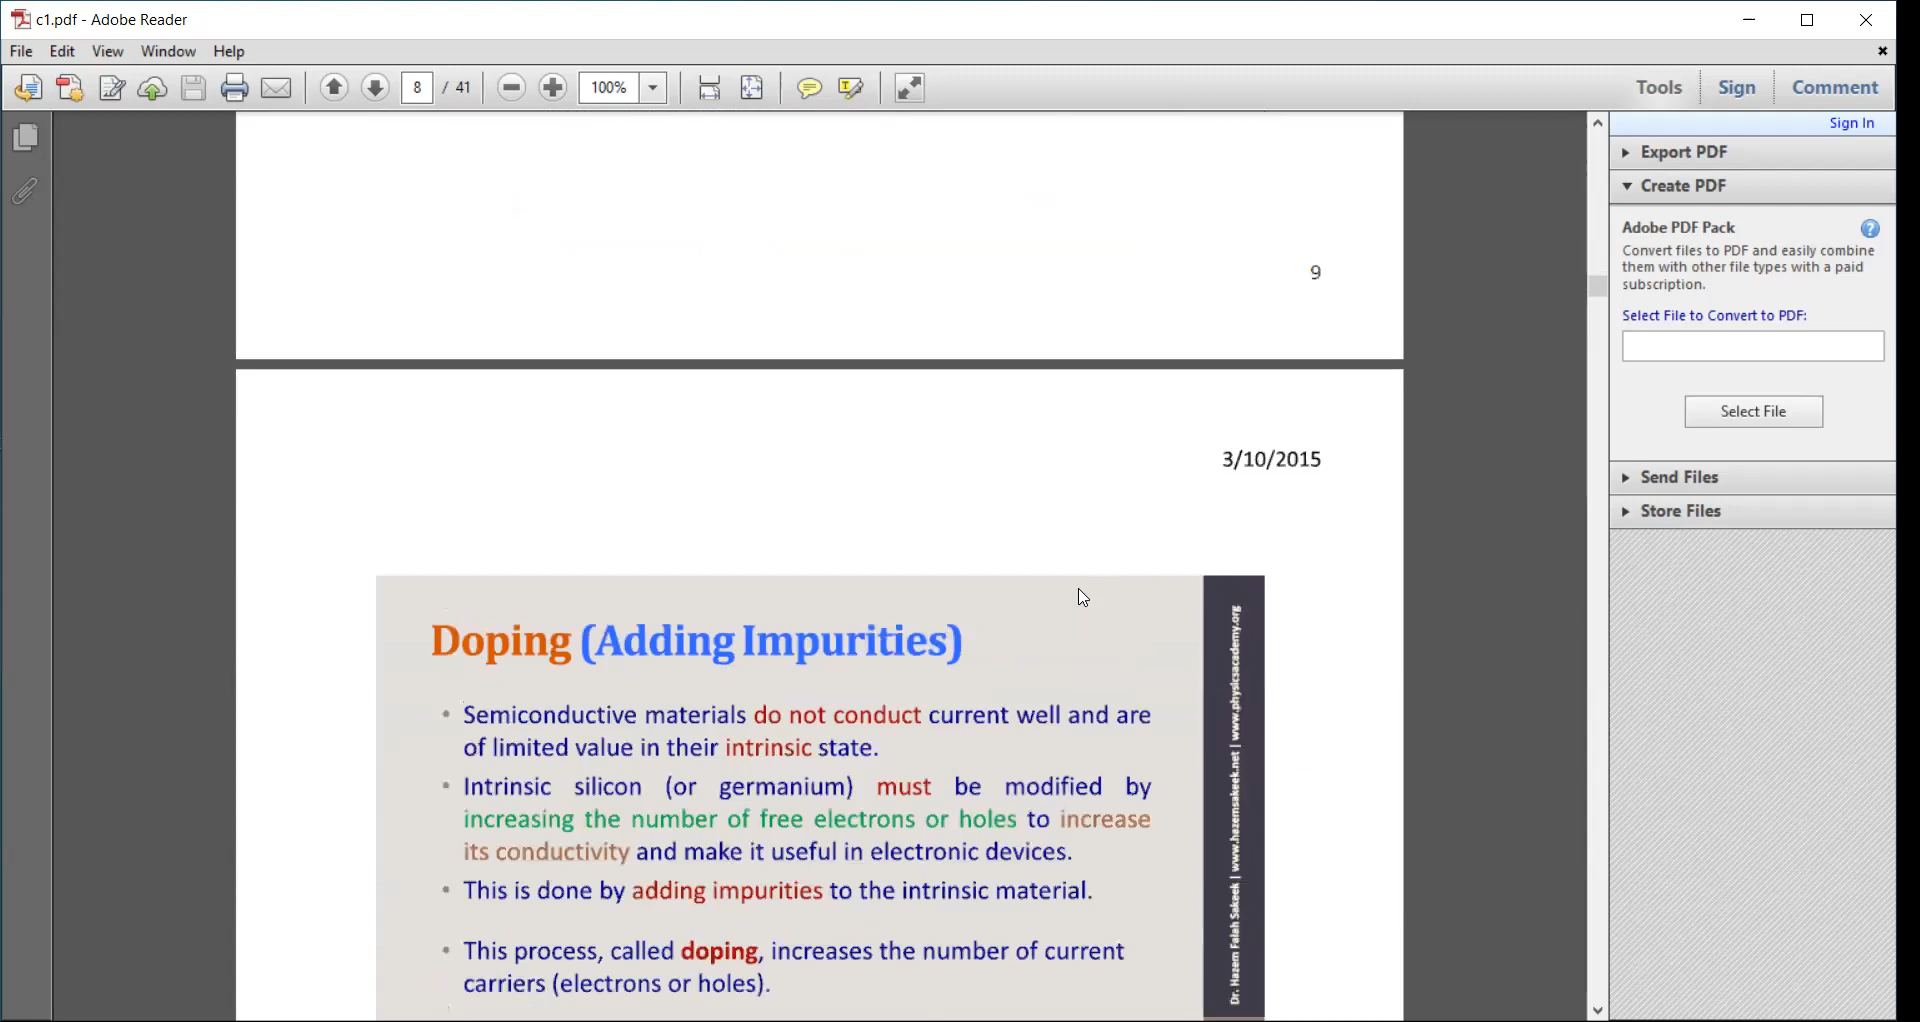 c1.pdf - Adobe Reader
File Edit View Window Help
8 / 41 100% Tools Sign Comment
Sign In
Export PDF
Create PDF
Adobe PDF Pack
Convert files to PDF and easily combine
them with other file types with a paid
subscription.
Select File to Convert to PDF:
Select File
Send Files
Store Files
9
3/10/2015
Doping (Adding Impurities)
• Semiconductive materials do not conduct current well and are
of limited value in their intrinsic state.
• Intrinsic silicon (or germanium) must be modified by
increasing the number of free electrons or holes to increase
its conductivity and make it useful in electronic devices.
• This is done by adding impurities to the intrinsic material.
• This process, called doping, increases the number of current
carriers (electrons or holes).
Dr. Hazem Falah Sakeek | www.hazemsakeek.net | www.physicsacademy.org